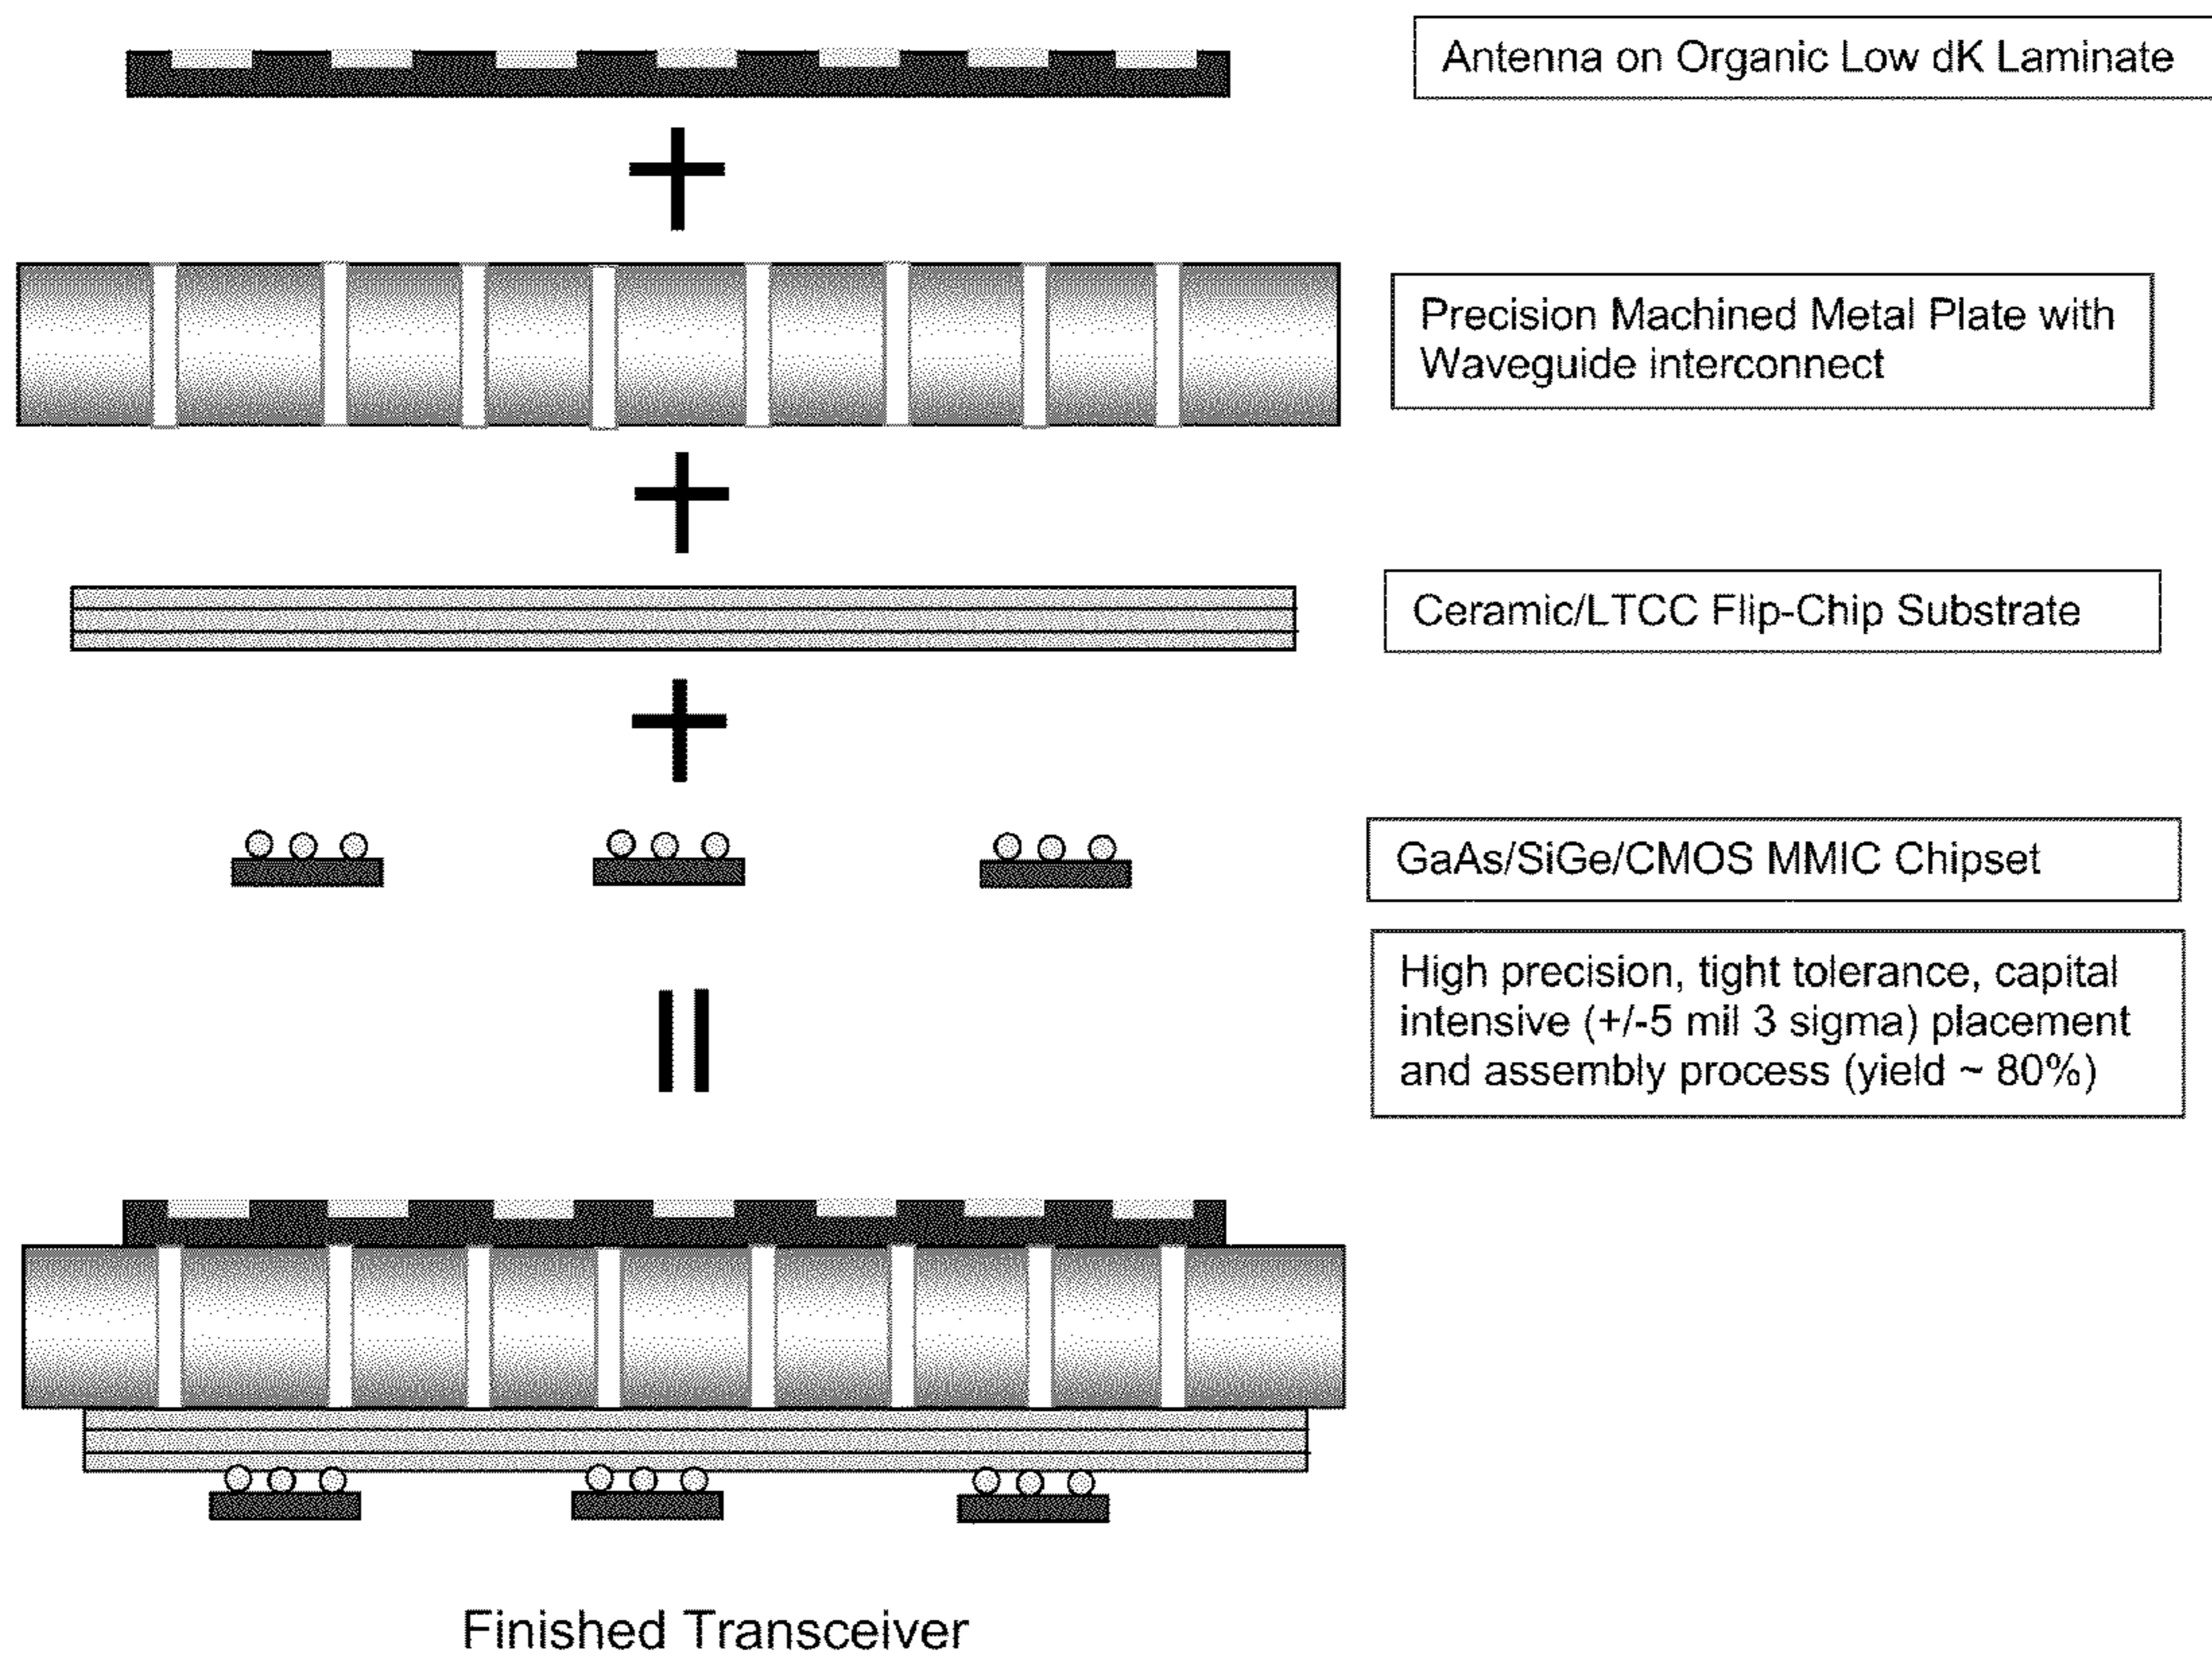 Antenna on Organic Low dK Laminate
Precision Machined Metal Plate with
Waveguide interconnect
Ceramic/LTCC Flip-Chip Substrate
GaAs/SiGe/CMOS MMIC Chipset
High precision, tight tolerance, capital
intensive (+/-5 mil 3 sigma) placement
and assembly process (yield ~ 80%)
Finished Transceiver